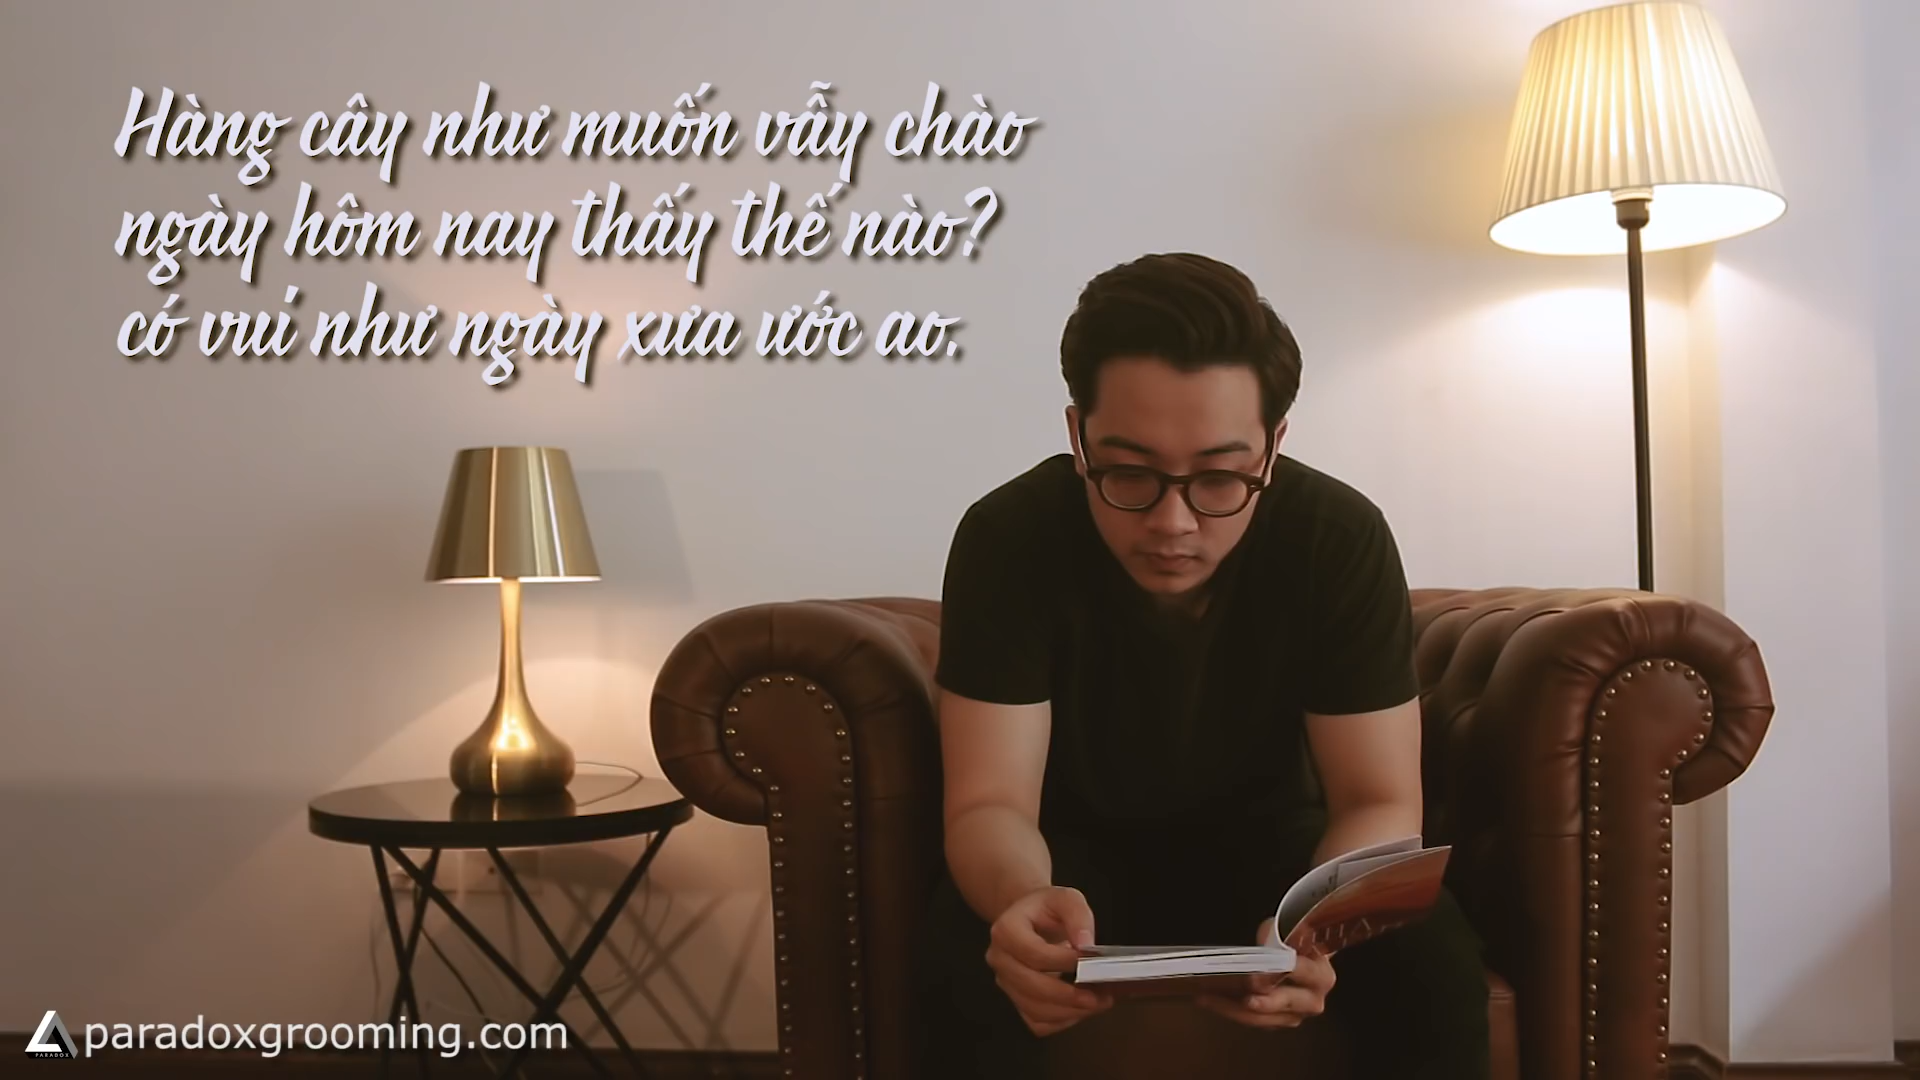 Hàng cây như muốn vẫy chào
ngày hôm nay thấy thế nào?
có vui như ngày xưa ước ao.
PARADOX
paradoxgrooming.com